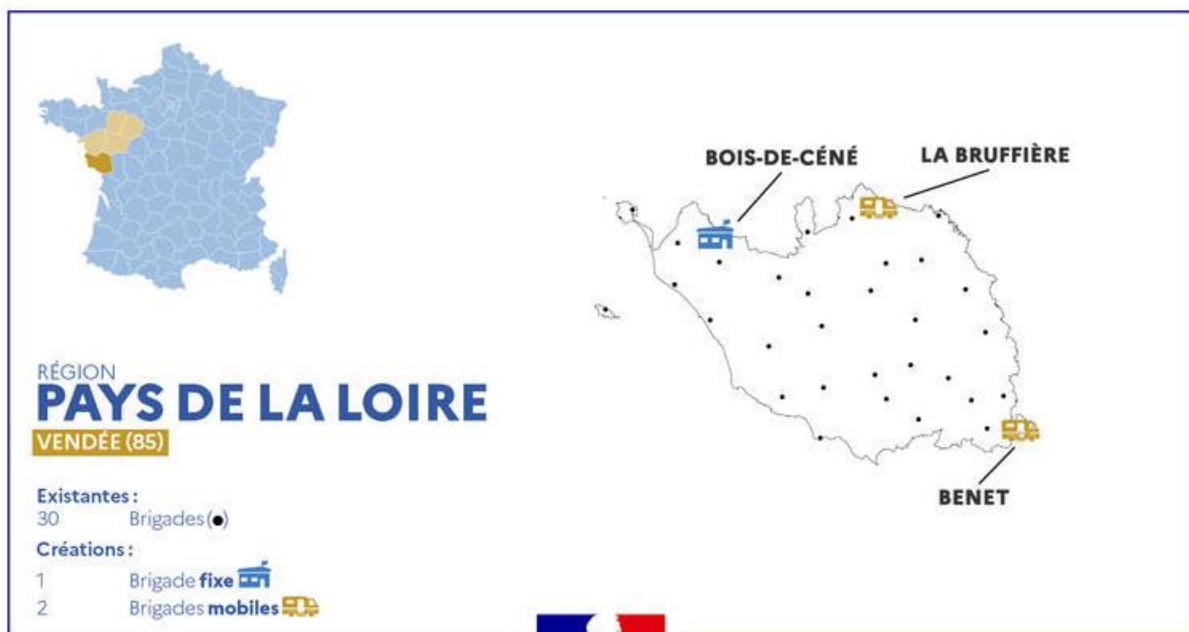 BOIS-DE-CÉNÉ
LA BRUFFIÈRE
RÉGION
PAYS DE LA LOIRE
VENDÉE (85)
BENET
Existantes :
30 Brigades (●)
Créations :
1 Brigade fixe
2 Brigades mobiles